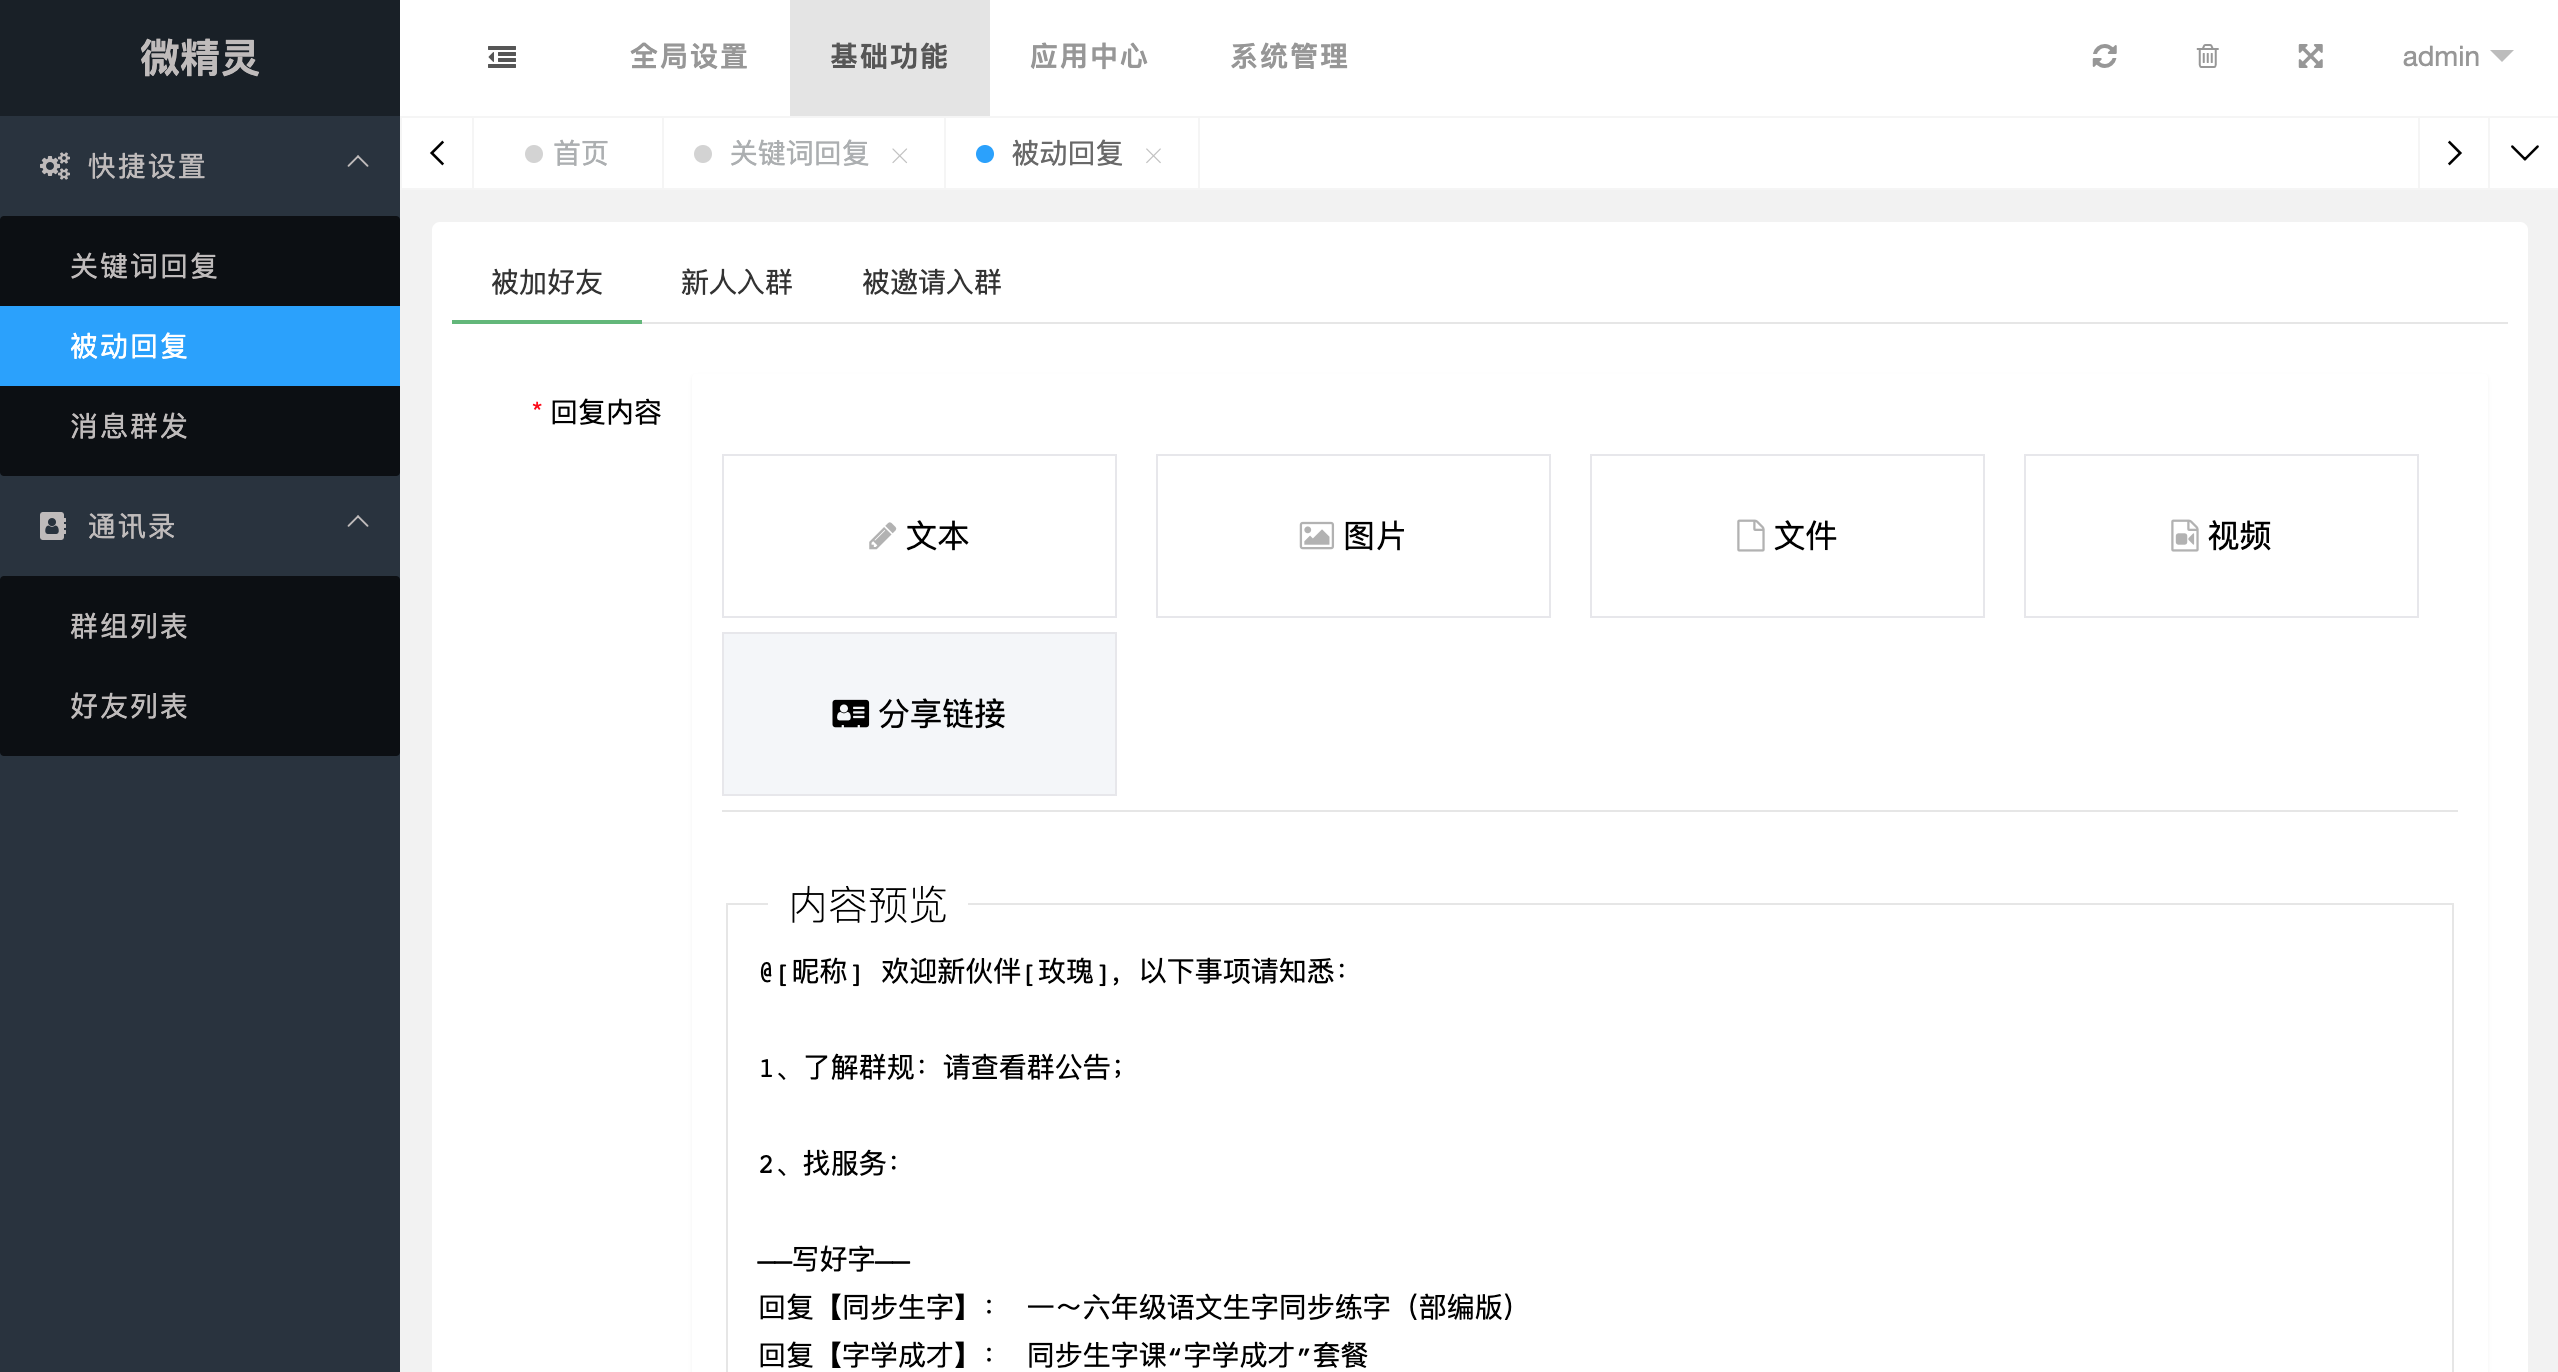 微精灵
全局设置 基础功能 应用中心 系统管理 admin
首页 关键词回复 被动回复
快捷设置
关键词回复
被动回复
消息群发
通讯录
群组列表
好友列表
被加好友 新人入群 被邀请入群
* 回复内容
文本 图片 文件 视频
分享链接
内容预览
@[昵称] 欢迎新伙伴[玫瑰]，以下事项请知悉：
1、了解群规：请查看群公告；
2、找服务：
——写好字——
回复【同步生字】： 一～六年级语文生字同步练字（部编版）
回复【字学成才】： 同步生字课“字学成才”套餐